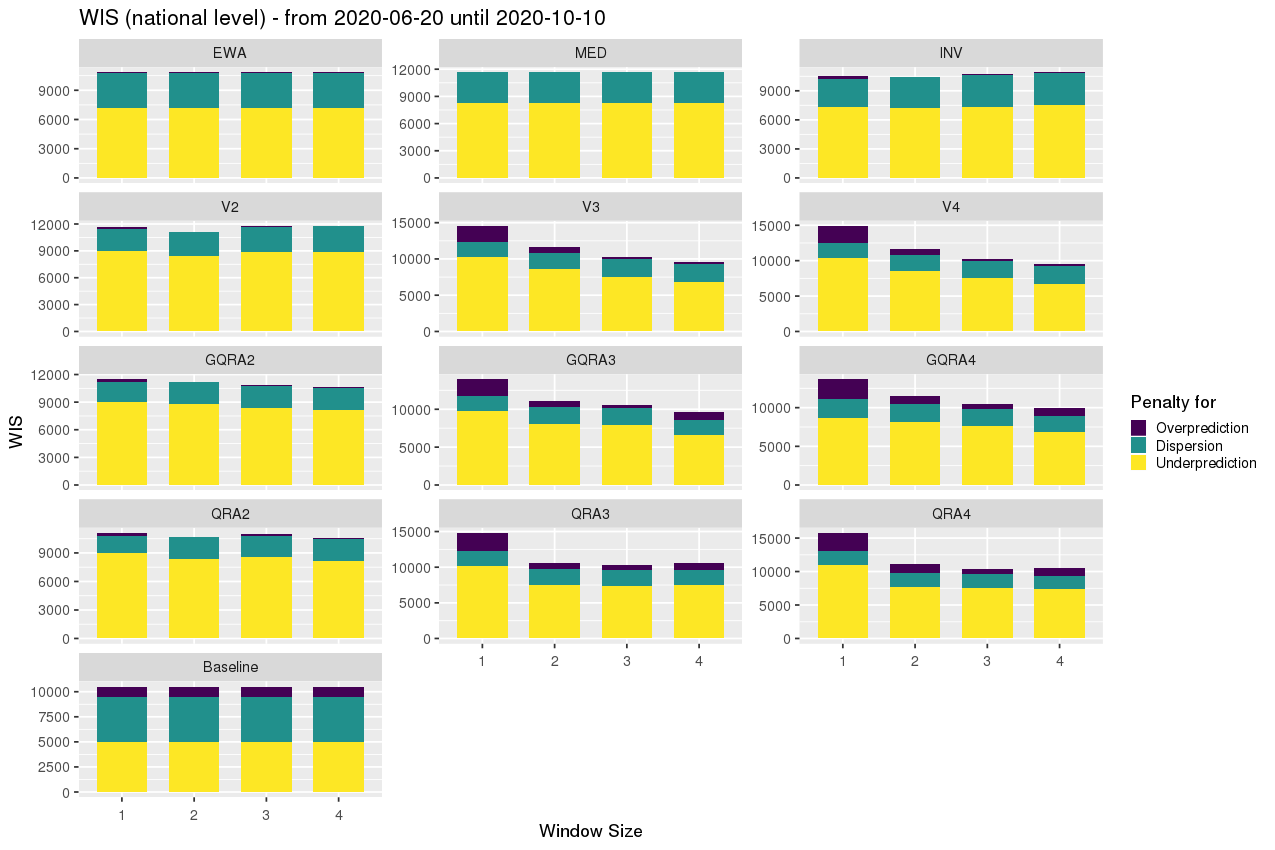 WIS (national level) - from 2020-06-20 until 2020-10-10
EWA
MED
INV
9000
6000
3000
0
12000
9000
6000
3000
0
9000
6000
3000
0
V2
V3
V4
12000
9000
6000
3000
0
15000
10000
5000
0
15000
10000
5000
0
GQRA2
GQRA3
GQRA4
12000
9000
6000
3000
0
10000
5000
0
10000
5000
0
QRA2
QRA3
QRA4
9000
6000
3000
0
15000
10000
5000
0
15000
10000
5000
0
1 2 3 4
1 2 3 4
Baseline
10000
7500
5000
2500
0
1 2 3 4
WIS
Window Size
Penalty for
Overprediction
Dispersion
Underprediction